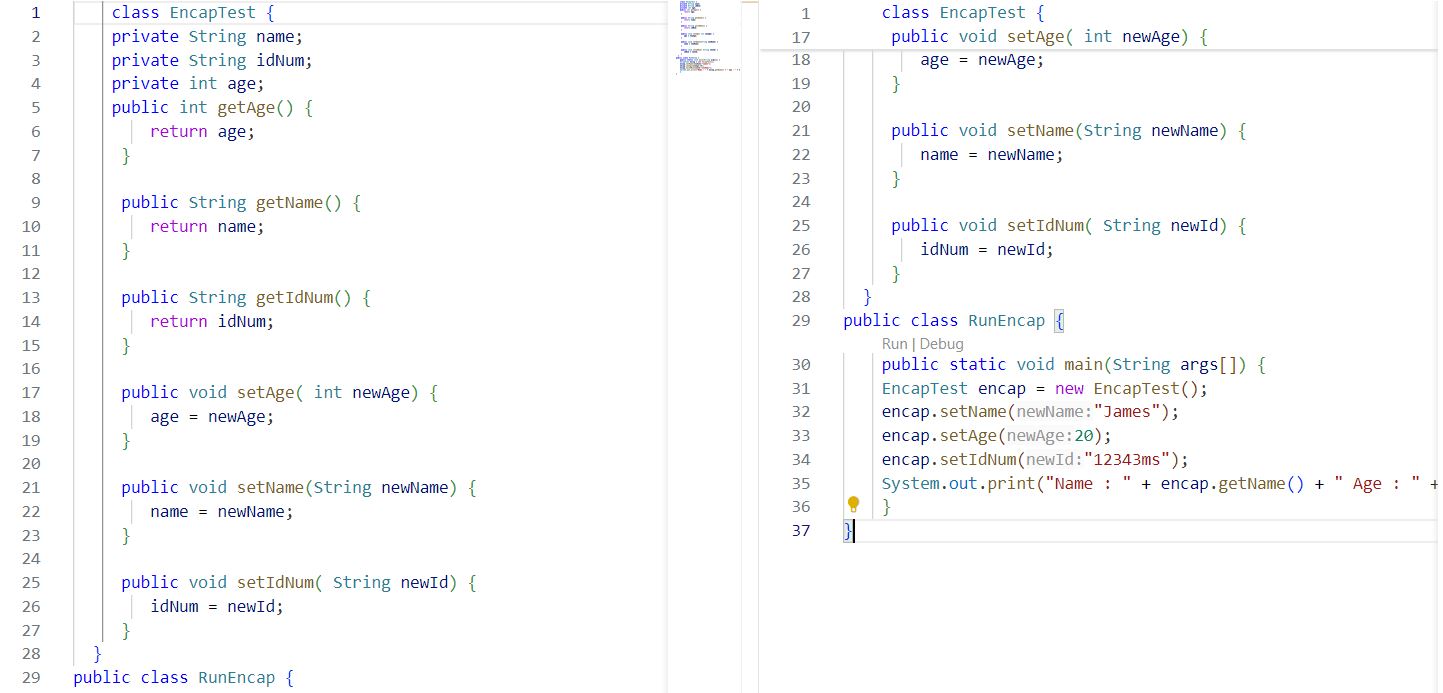 1 class EncapTest {
2 private String name;
3 private String idNum;
4 private int age;
5 public int getAge() {
6 return age;
7 }
8
9 public String getName() {
10 return name;
11 }
12
13 public String getIdNum() {
14 return idNum;
15 }
16
17 public void setAge( int newAge) {
18 age = newAge;
19 }
20
21 public void setName(String newName) {
22 name = newName;
23 }
24
25 public void setIdNum( String newId) {
26 idNum = newId;
27 }
28 }
29 public class RunEncap {
1 class EncapTest {
17 public void setAge( int newAge) {
18 age = newAge;
19 }
20
21 public void setName(String newName) {
22 name = newName;
23 }
24
25 public void setIdNum( String newId) {
26 idNum = newId;
27 }
28 }
29 public class RunEncap {
Run | Debug
30 public static void main(String args[]) {
31 EncapTest encap = new EncapTest();
32 encap.setName(newName:"James");
33 encap.setAge(newAge:20);
34 encap.setIdNum(newId:"12343ms");
35 System.out.print("Name : " + encap.getName() + " Age : " +
36 }
37 }